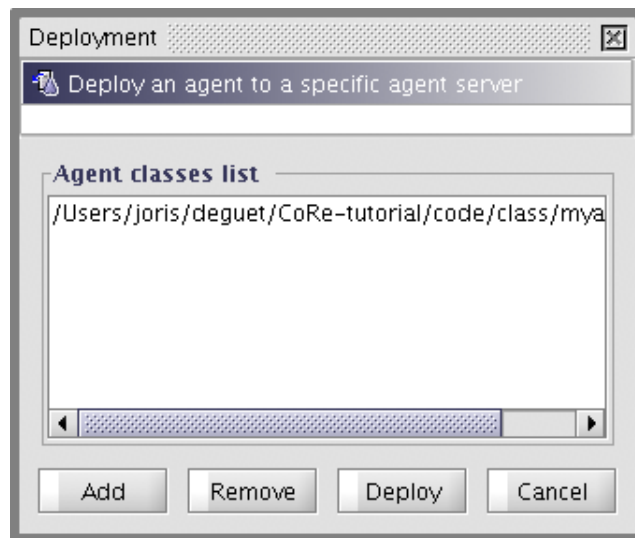 Deployment
Deploy an agent to a specific agent server
Agent classes list
/Users/joris/deguet/CoRe-tutorial/code/class/mya
Add Remove Deploy Cancel